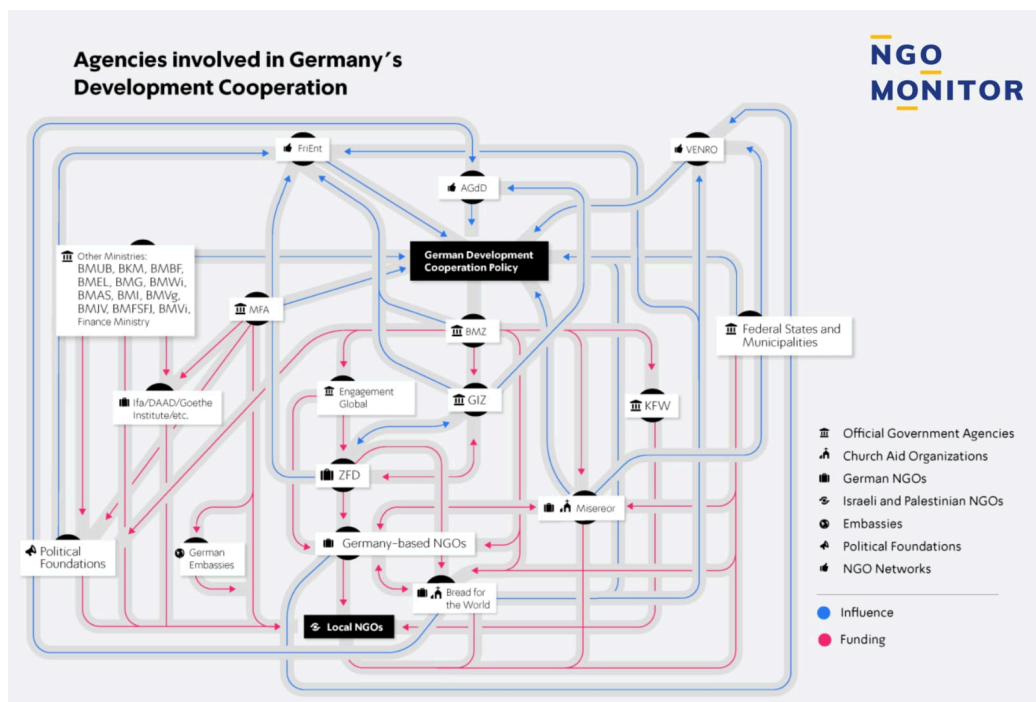 Agencies involved in Germany´s
Development Cooperation
NGO
MONITOR
FriEnt
VENRO
AGdD
Other Ministries:
BMUB, BKM, BMBF,
BMEL, BMG, BMWi,
BMAS, BMI, BMVg,
BMJV, BMFSFJ, BMVi,
Finance Ministry
German Development
Cooperation Policy
MFA
BMZ
Federal States and
Municipalities
Ifa/DAAD/Goethe
Institute/etc.
Engagement
Global
GIZ
KFW
ZFD
Misereor
Political
Foundations
German
Embassies
Germany-based NGOs
Bread for
the World
Local NGOs
Official Government Agencies
Church Aid Organizations
German NGOs
Israeli and Palestinian NGOs
Embassies
Political Foundations
NGO Networks
Influence
Funding